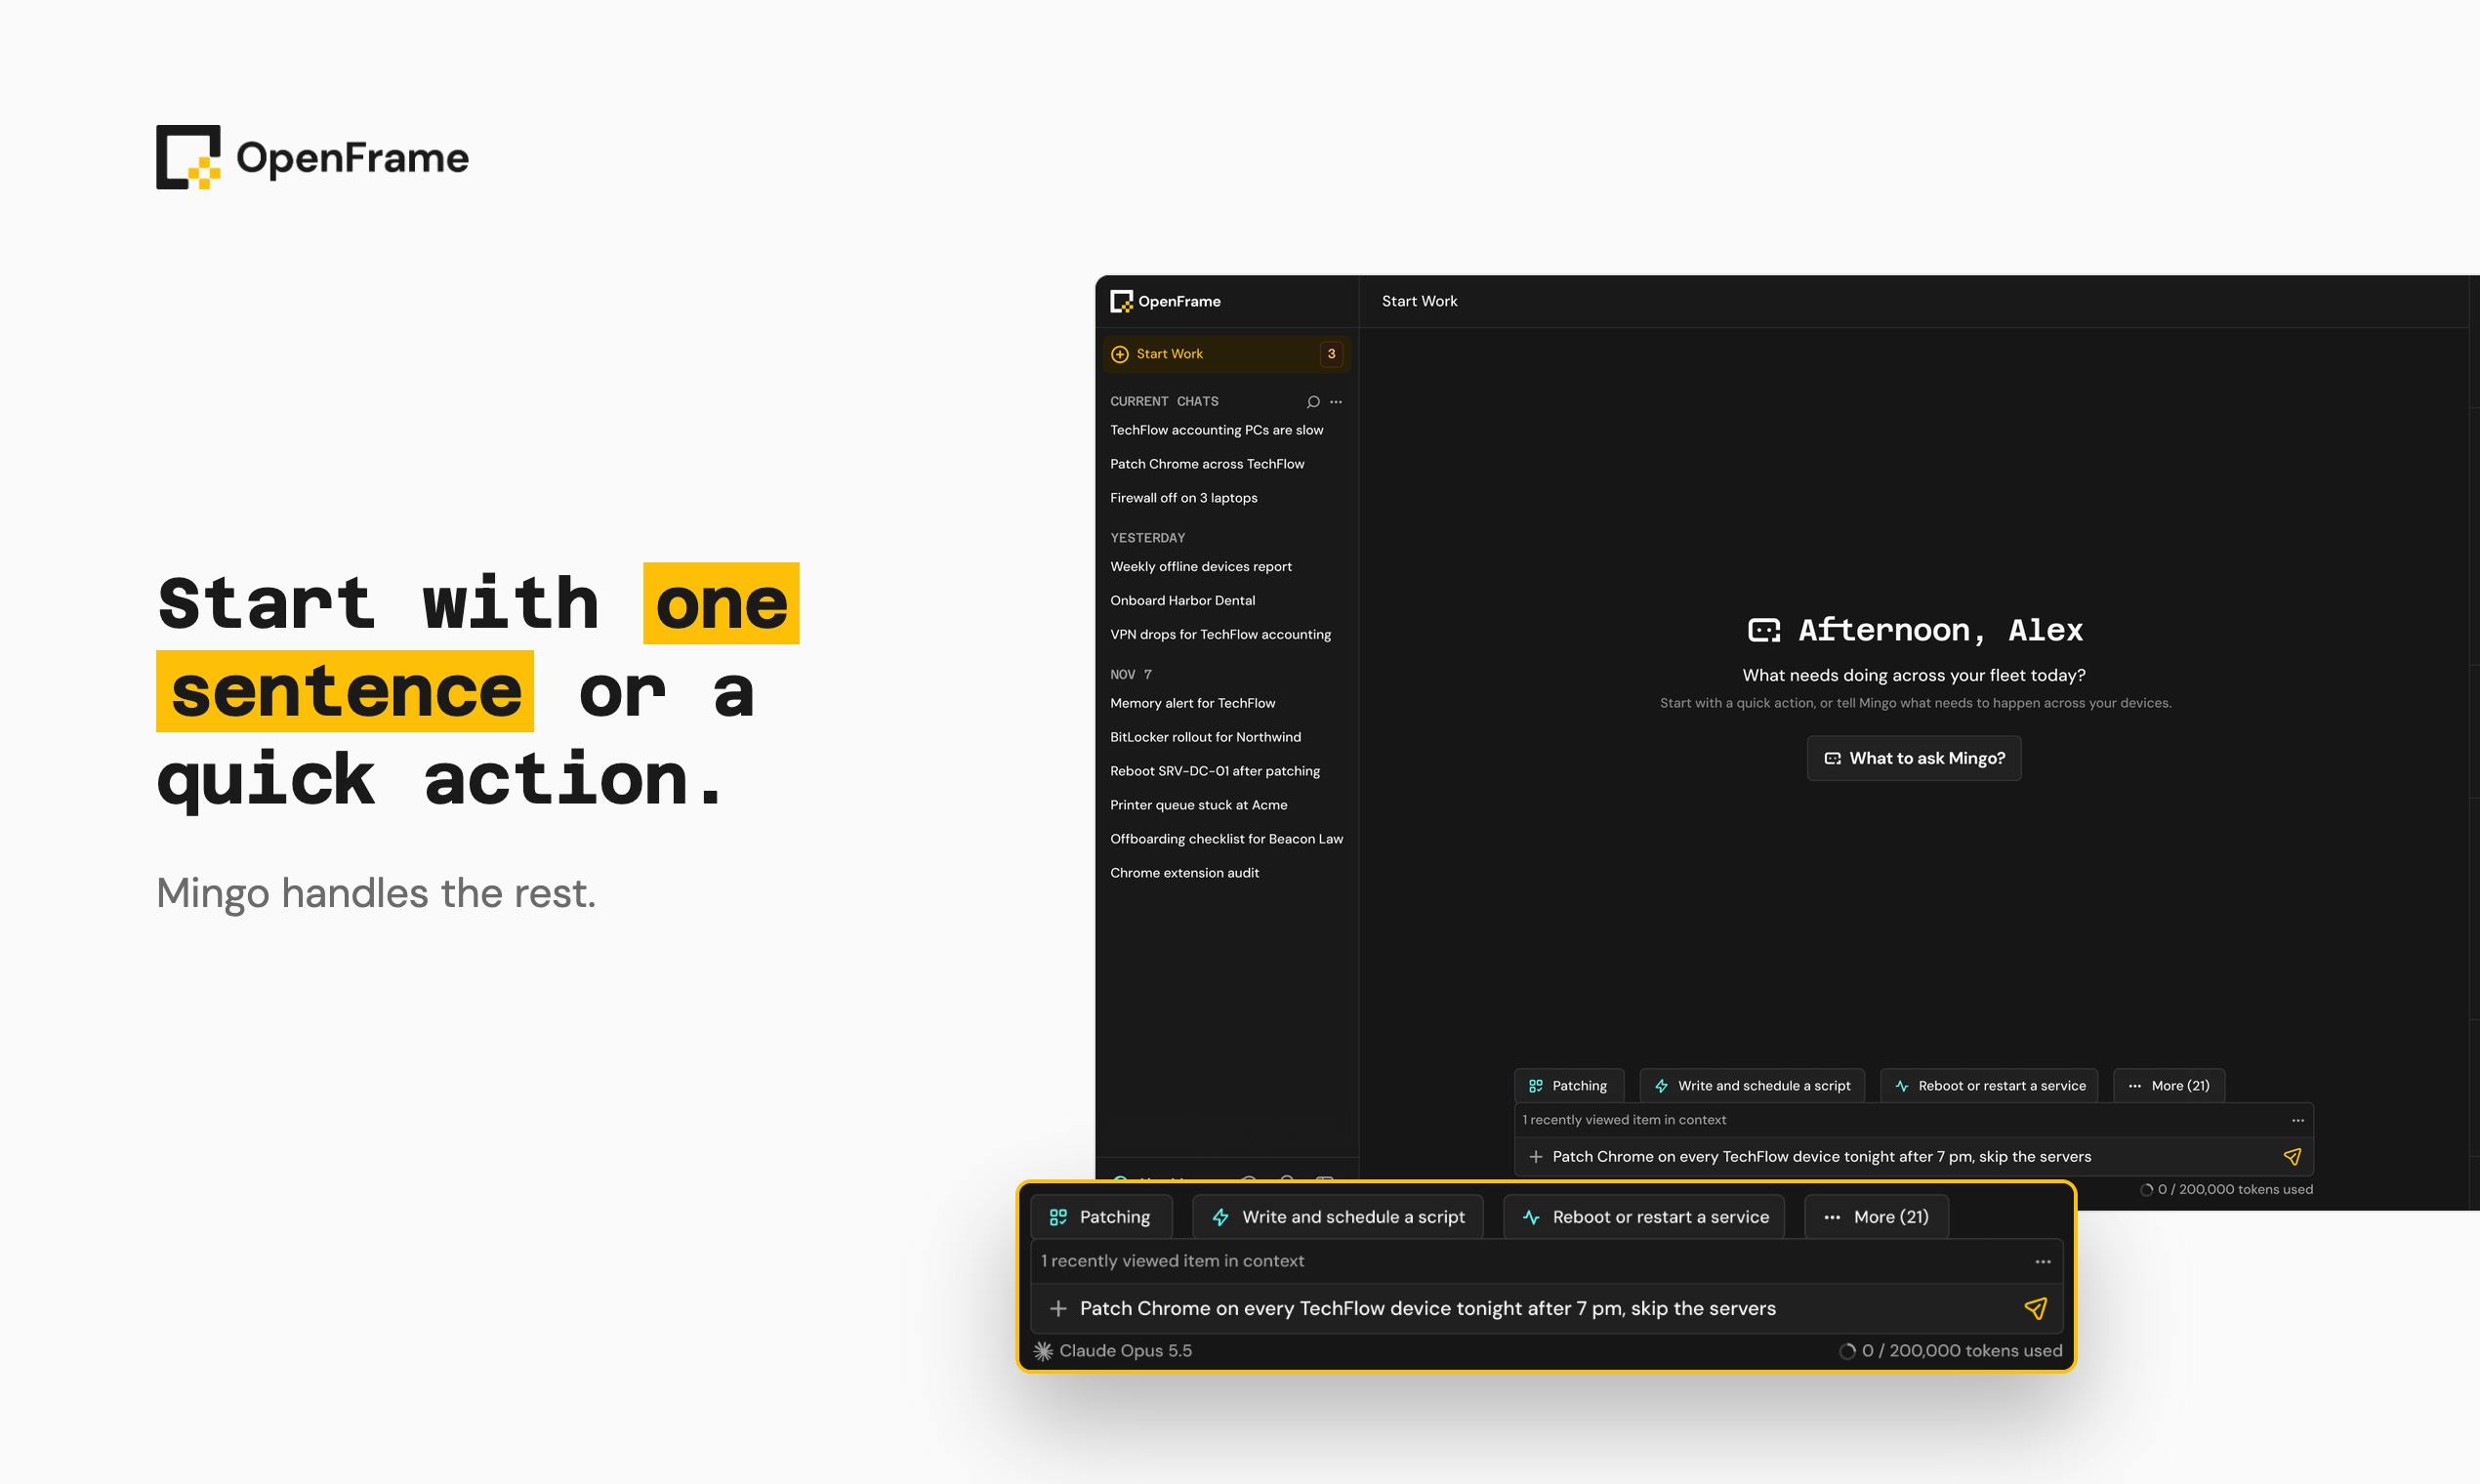 OpenFrame
Start with one
sentence or a
quick action.
Mingo handles the rest.
OpenFrame
Start Work
Start Work
3
CURRENT CHATS
TechFlow accounting PCs are slow
Patch Chrome across TechFlow
Firewall off on 3 laptops
YESTERDAY
Weekly offline devices report
Onboard Harbor Dental
VPN drops for TechFlow accounting
NOV 7
Memory alert for TechFlow
BitLocker rollout for Northwind
Reboot SRV-DC-01 after patching
Printer queue stuck at Acme
Offboarding checklist for Beacon Law
Chrome extension audit
Afternoon, Alex
What needs doing across your fleet today?
Start with a quick action, or tell Mingo what needs to happen across your devices.
What to ask Mingo?
Patching Write and schedule a script Reboot or restart a service More (21)
1 recently viewed item in context
Patch Chrome on every TechFlow device tonight after 7 pm, skip the servers
0 / 200,000 tokens used
Patching Write and schedule a script Reboot or restart a service More (21)
1 recently viewed item in context
Patch Chrome on every TechFlow device tonight after 7 pm, skip the servers
Claude Opus 5.5 0 / 200,000 tokens used